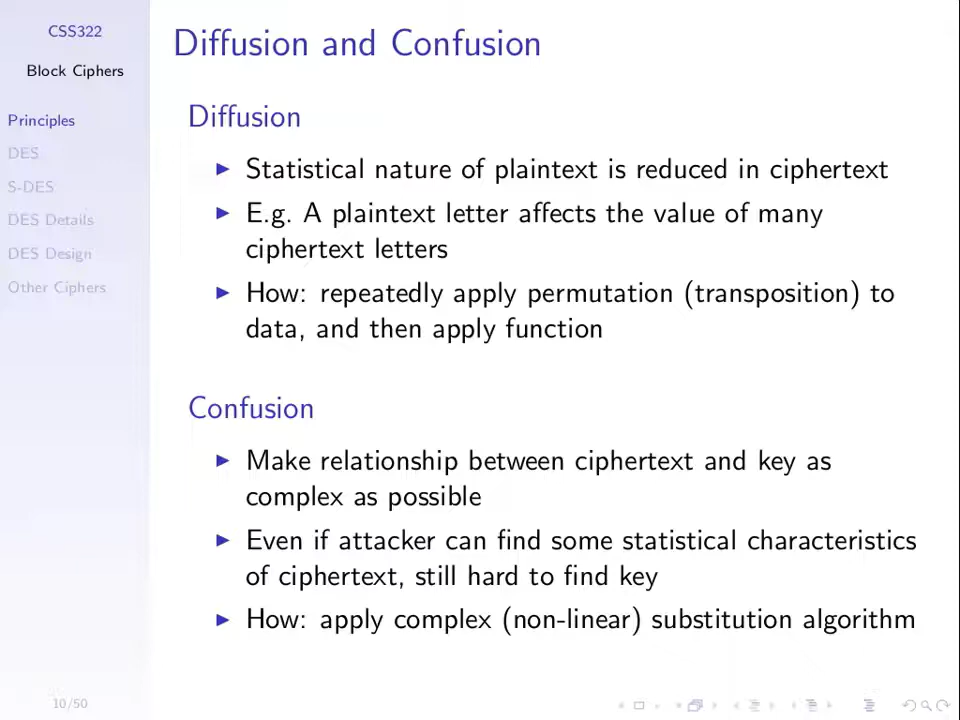 CSS322
Block Ciphers
Principles
DES
S-DES
DES Details
DES Design
Other Ciphers
Diffusion and Confusion
Diffusion
Statistical nature of plaintext is reduced in ciphertext
E.g. A plaintext letter affects the value of many
ciphertext letters
How: repeatedly apply permutation (transposition) to
data, and then apply function
Confusion
Make relationship between ciphertext and key as
complex as possible
Even if attacker can find some statistical characteristics
of ciphertext, still hard to find key
How: apply complex (non-linear) substitution algorithm
10/50